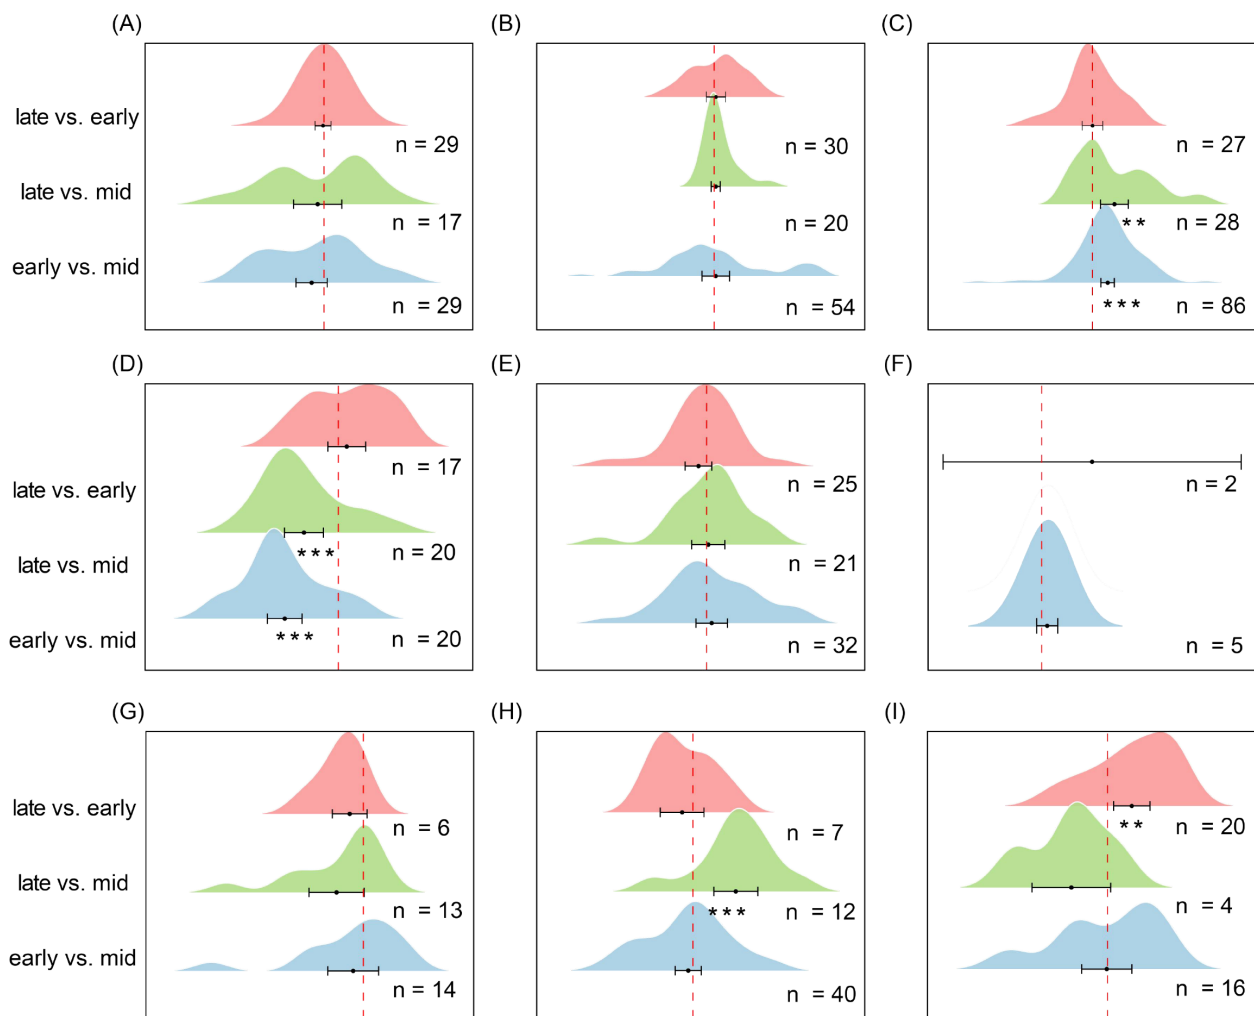 (A)
(B)
(C)
late vs. early
n = 29
n = 30
n = 27
late vs. mid
n = 17
n = 20
**
n = 28
early vs. mid
n = 29
n = 54
***
n = 86
(D)
(E)
(F)
n = 17
n = 25
n = 2
late vs. early
***
n = 20
n = 21
late vs. mid
early vs. mid
***
n = 20
n = 32
n = 5
(G)
(H)
(I)
late vs. early
n = 6
n = 7
**
n = 20
late vs. mid
n = 13
***
n = 12
n = 4
early vs. mid
n = 14
n = 40
n = 16